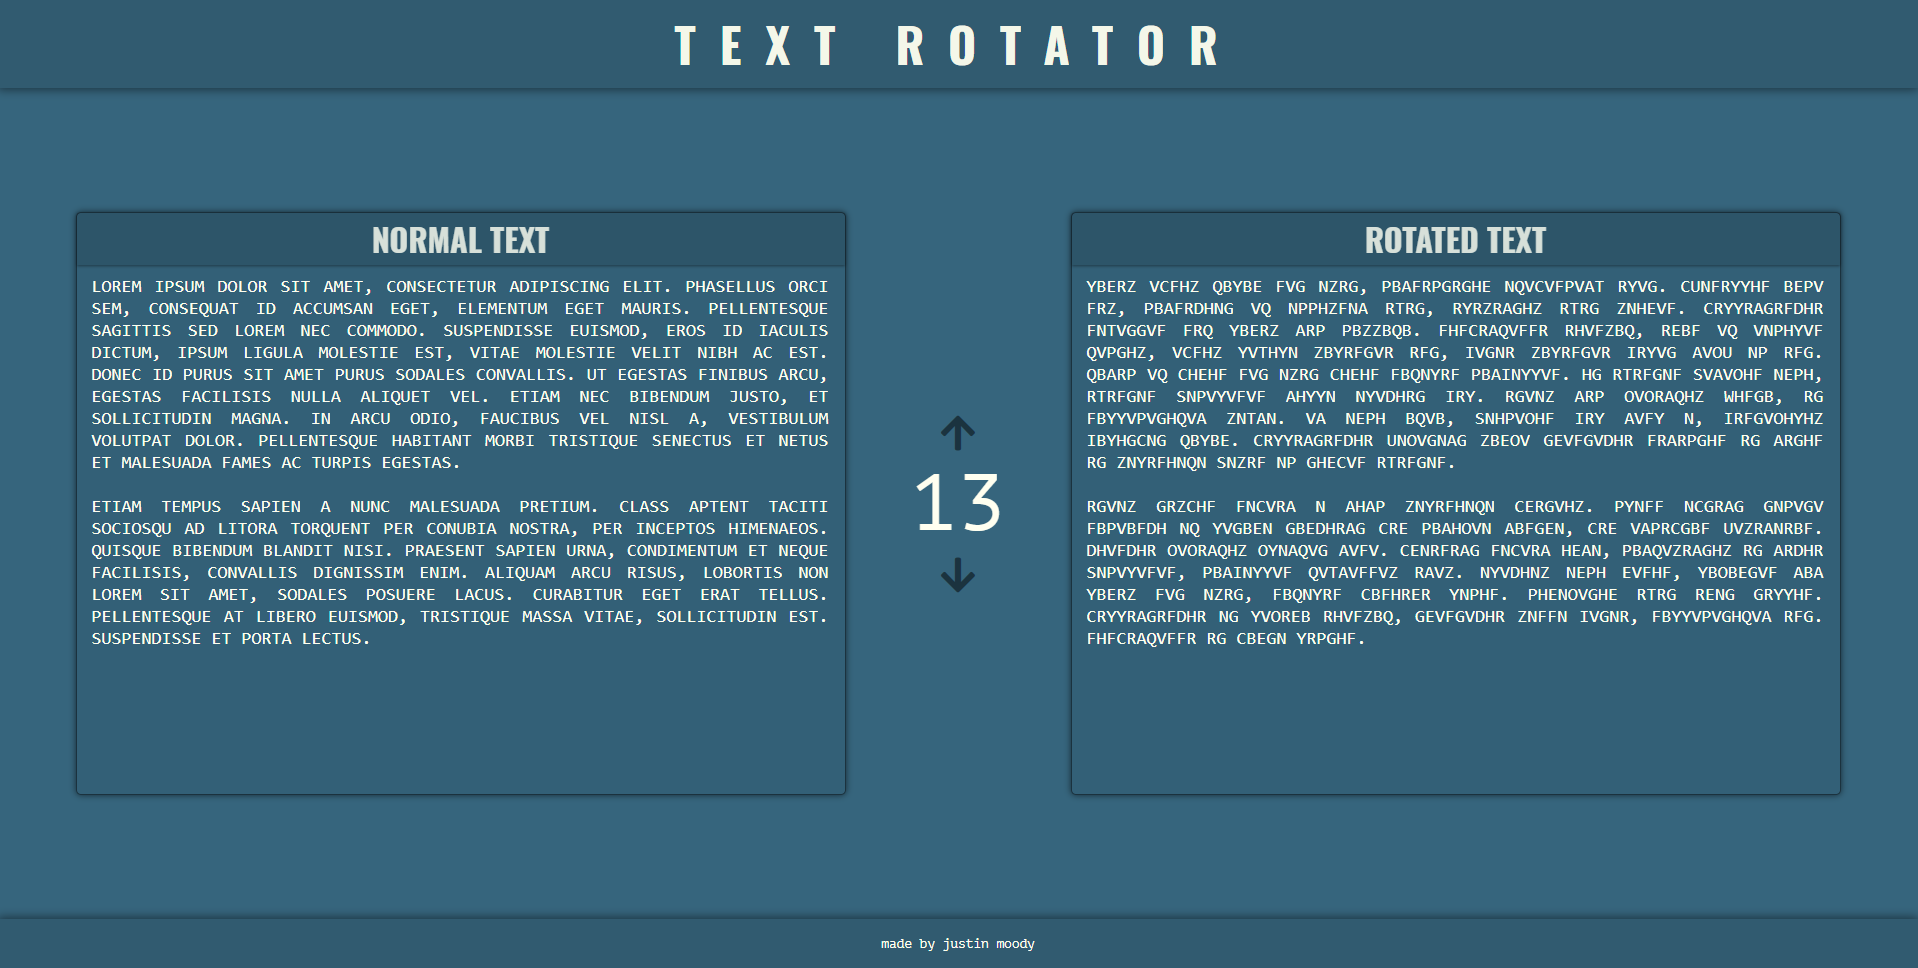 TEXT ROTATOR
NORMAL TEXT
LOREM IPSUM DOLOR SIT AMET, CONSECTETUR ADIPISCING ELIT. PHASELLUS ORCI
SEM, CONSEQUAT ID ACCUMSAN EGET, ELEMENTUM EGET MAURIS. PELLENTESQUE
SAGITTIS SED LOREM NEC COMMODO. SUSPENDISSE EUISMOD, EROS ID IACULIS
DICTUM, IPSUM LIGULA MOLESTIE EST, VITAE MOLESTIE VELIT NIBH AC EST.
DONEC ID PURUS SIT AMET PURUS SODALES CONVALLIS. UT EGESTAS FINIBUS ARCU,
EGESTAS FACILISIS NULLA ALIQUET VEL. ETIAM NEC BIBENDUM JUSTO, ET
SOLLICITUDIN MAGNA. IN ARCU ODIO, FAUCIBUS VEL NISL A, VESTIBULUM
VOLUTPAT DOLOR. PELLENTESQUE HABITANT MORBI TRISTIQUE SENECTUS ET NETUS
ET MALESUADA FAMES AC TURPIS EGESTAS.
ETIAM TEMPUS SAPIEN A NUNC MALESUADA PRETIUM. CLASS APTENT TACITI
SOCIOSQU AD LITORA TORQUENT PER CONUBIA NOSTRA, PER INCEPTOS HIMENAEOS.
QUISQUE BIBENDUM BLANDIT NISI. PRAESENT SAPIEN URNA, CONDIMENTUM ET NEQUE
FACILISIS, CONVALLIS DIGNISSIM ENIM. ALIQUAM ARCU RISUS, LOBORTIS NON
LOREM SIT AMET, SODALES POSUERE LACUS. CURABITUR EGET ERAT TELLUS.
PELLENTESQUE AT LIBERO EUISMOD, TRISTIQUE MASSA VITAE, SOLLICITUDIN EST.
SUSPENDISSE ET PORTA LECTUS.
13
ROTATED TEXT
YBERZ VCFHZ QBYBE FVG NZRG, PBAFRPGRGHE NQVCVFPVAT RYVG. CUNFRYYHF BEPV
FRZ, PBAFRDHNG VQ NPPHZFNA RTRG, RYRZRAGHZ RTRG ZNHEVF. CRYYRAGRFDHR
FNTVGGVF FRQ YBERZ ARP PBZZBQB. FHFCRAQVFFR RHVFZBQ, REBF VQ VNPHYVF
QVPGHZ, VCFHZ YVTHYN ZBYRFGVR RFG, IVGNR ZBYRFGVR IRYVG AVOU NP RFG.
QBARP VQ CHEHF FVG NZRG CHEHF FBQNYRF PBAINYYVF. HG RTRFGNF SVAVOHF NEPH,
RTRFGNF SNPVYVFVF AHYYN NYVDHRG IRY. RGVNZ ARP OVORAQHZ WHFGB, RG
FBYYVPVGHQVA ZNTAN. VA NEPH BQVB, SNHPVOHF IRY AVFY N, IRFGVOHYHZ
IBYHGCNG QBYBE. CRYYRAGRFDHR UNOVGNAG ZBEOV GEVFGVDHR FRARPGHF RG ARGHF
RG ZNYRFHNQN SNZRF NP GHECVF RTRFGNF.
RGVNZ GRZCHF FNCVRA N AHAP ZNYRFHNQN CERGVHZ. PYNFF NCGRAG GNPVGV
FBPVBFDH NQ YVGBEN GBEDHRAG CRE PBAHOVN ABFGEN, CRE VAPRCGBF UVZRANRBF.
DHVFDHR OVORAQHZ OYNAQVG AVFV. CENRFRAG FNCVRA HEAN, PBAQVZRAGHZ RG ARDHR
SNPVYVFVF, PBAINYYVF QVTAVFFVZ RAVZ. NYVDHNZ NEPH EVFHF, YBOBEGVF ABA
YBERZ FVG NZRG, FBQNYRF CBFHRER YNPHF. PHENOVGHE RTRG RENG GRYYHF.
CRYYRAGRFDHR NG YVOREB RHVFZBQ, GEVFGVDHR ZNFFN IVGNR, FBYYVPVGHQVA RFG.
FHFCRAQVFFR RG CBEGN YRPGHF.
made by justin moody